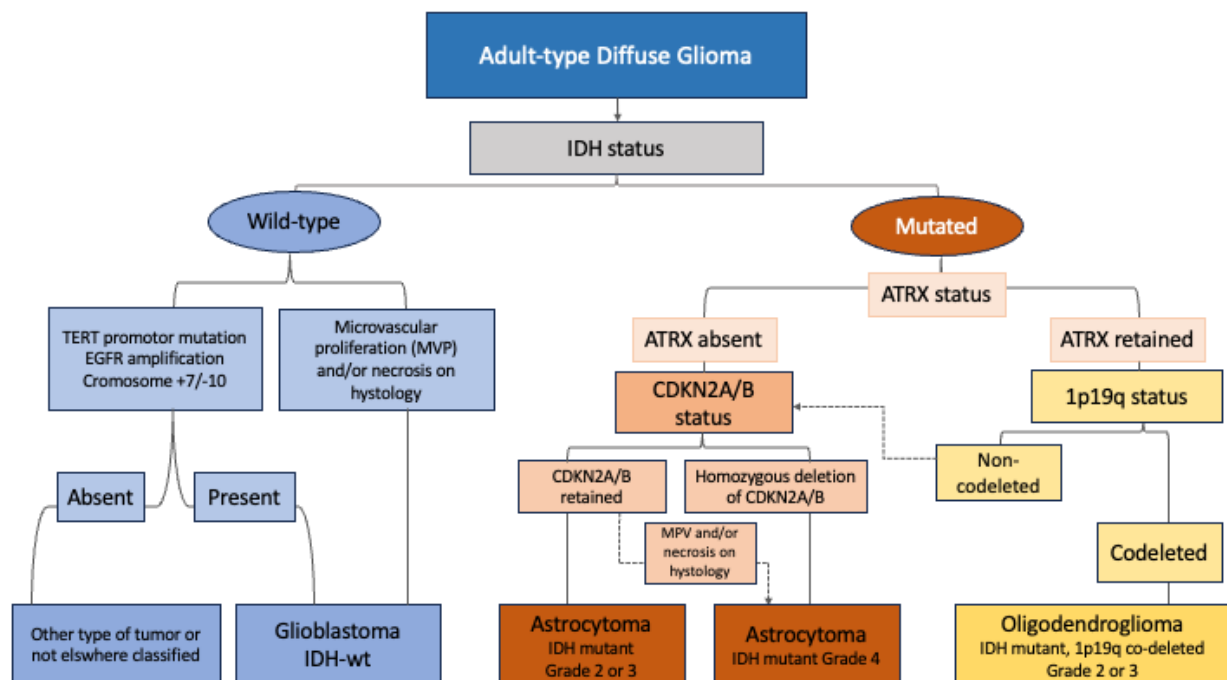 Adult-type Diffuse Glioma
IDH status
Wild-type
Mutated
ATRX status
TERT promotor mutation
EGFR amplification
Cromosome +7/-10
Microvascular
proliferation (MVP)
and/or necrosis on
hystology
ATRX absent
ATRX retained
CDKN2A/B
status
1p19q status
Absent
Present
CDKN2A/B
retained
Homozygous deletion
of CDKN2A/B
Non-
codeleted
MPV and/or
necrosis on
hystology
Codeleted
Other type of tumor or
not elswhere classified
Glioblastoma
IDH-wt
Astrocytoma
IDH mutant
Grade 2 or 3
Astrocytoma
IDH mutant Grade 4
Oligodendroglioma
IDH mutant, 1p19q co-deleted
Grade 2 or 3